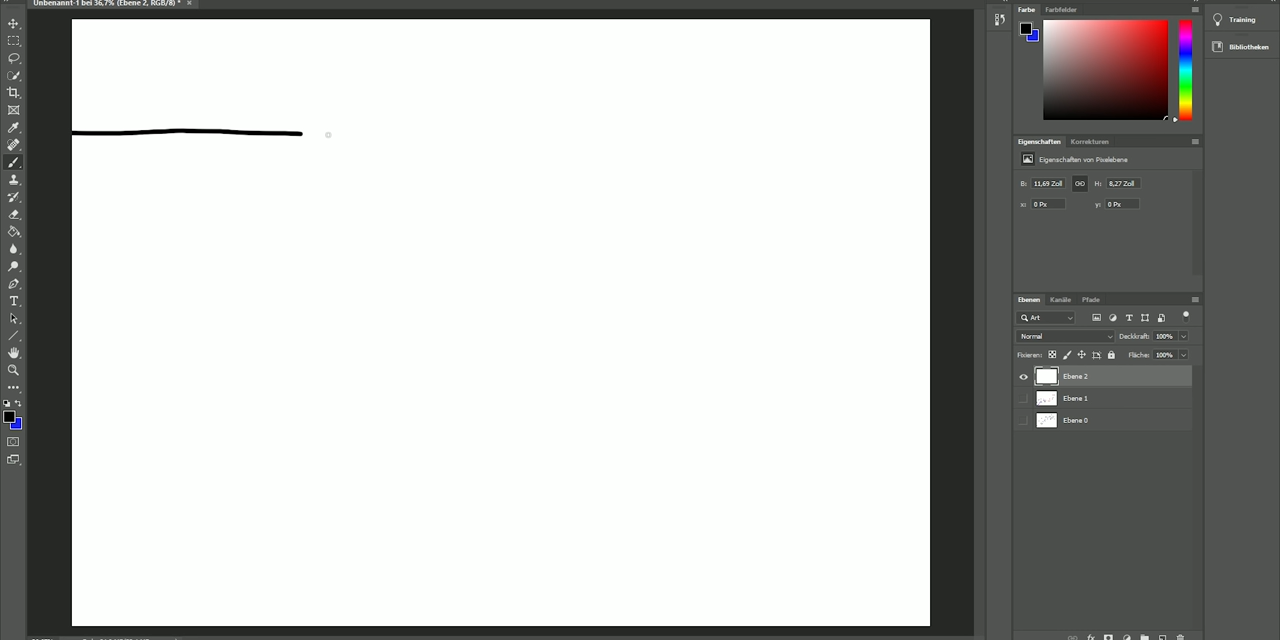 Unbenannt-1 bei 36,7% (Ebene 2, RGB/8) *
Farbe Farbfelder
Training
Bibliotheken
Eigenschaften Korrekturen
Eigenschaften von Pixelebene
B: 11,69 Zoll H: 8,27 Zoll
x: 0 Px y: 0 Px
Ebenen Kanäle Pfade
Art
Normal Deckkraft: 100%
Fixieren: Fläche: 100%
Ebene 2
Ebene 1
Ebene 0